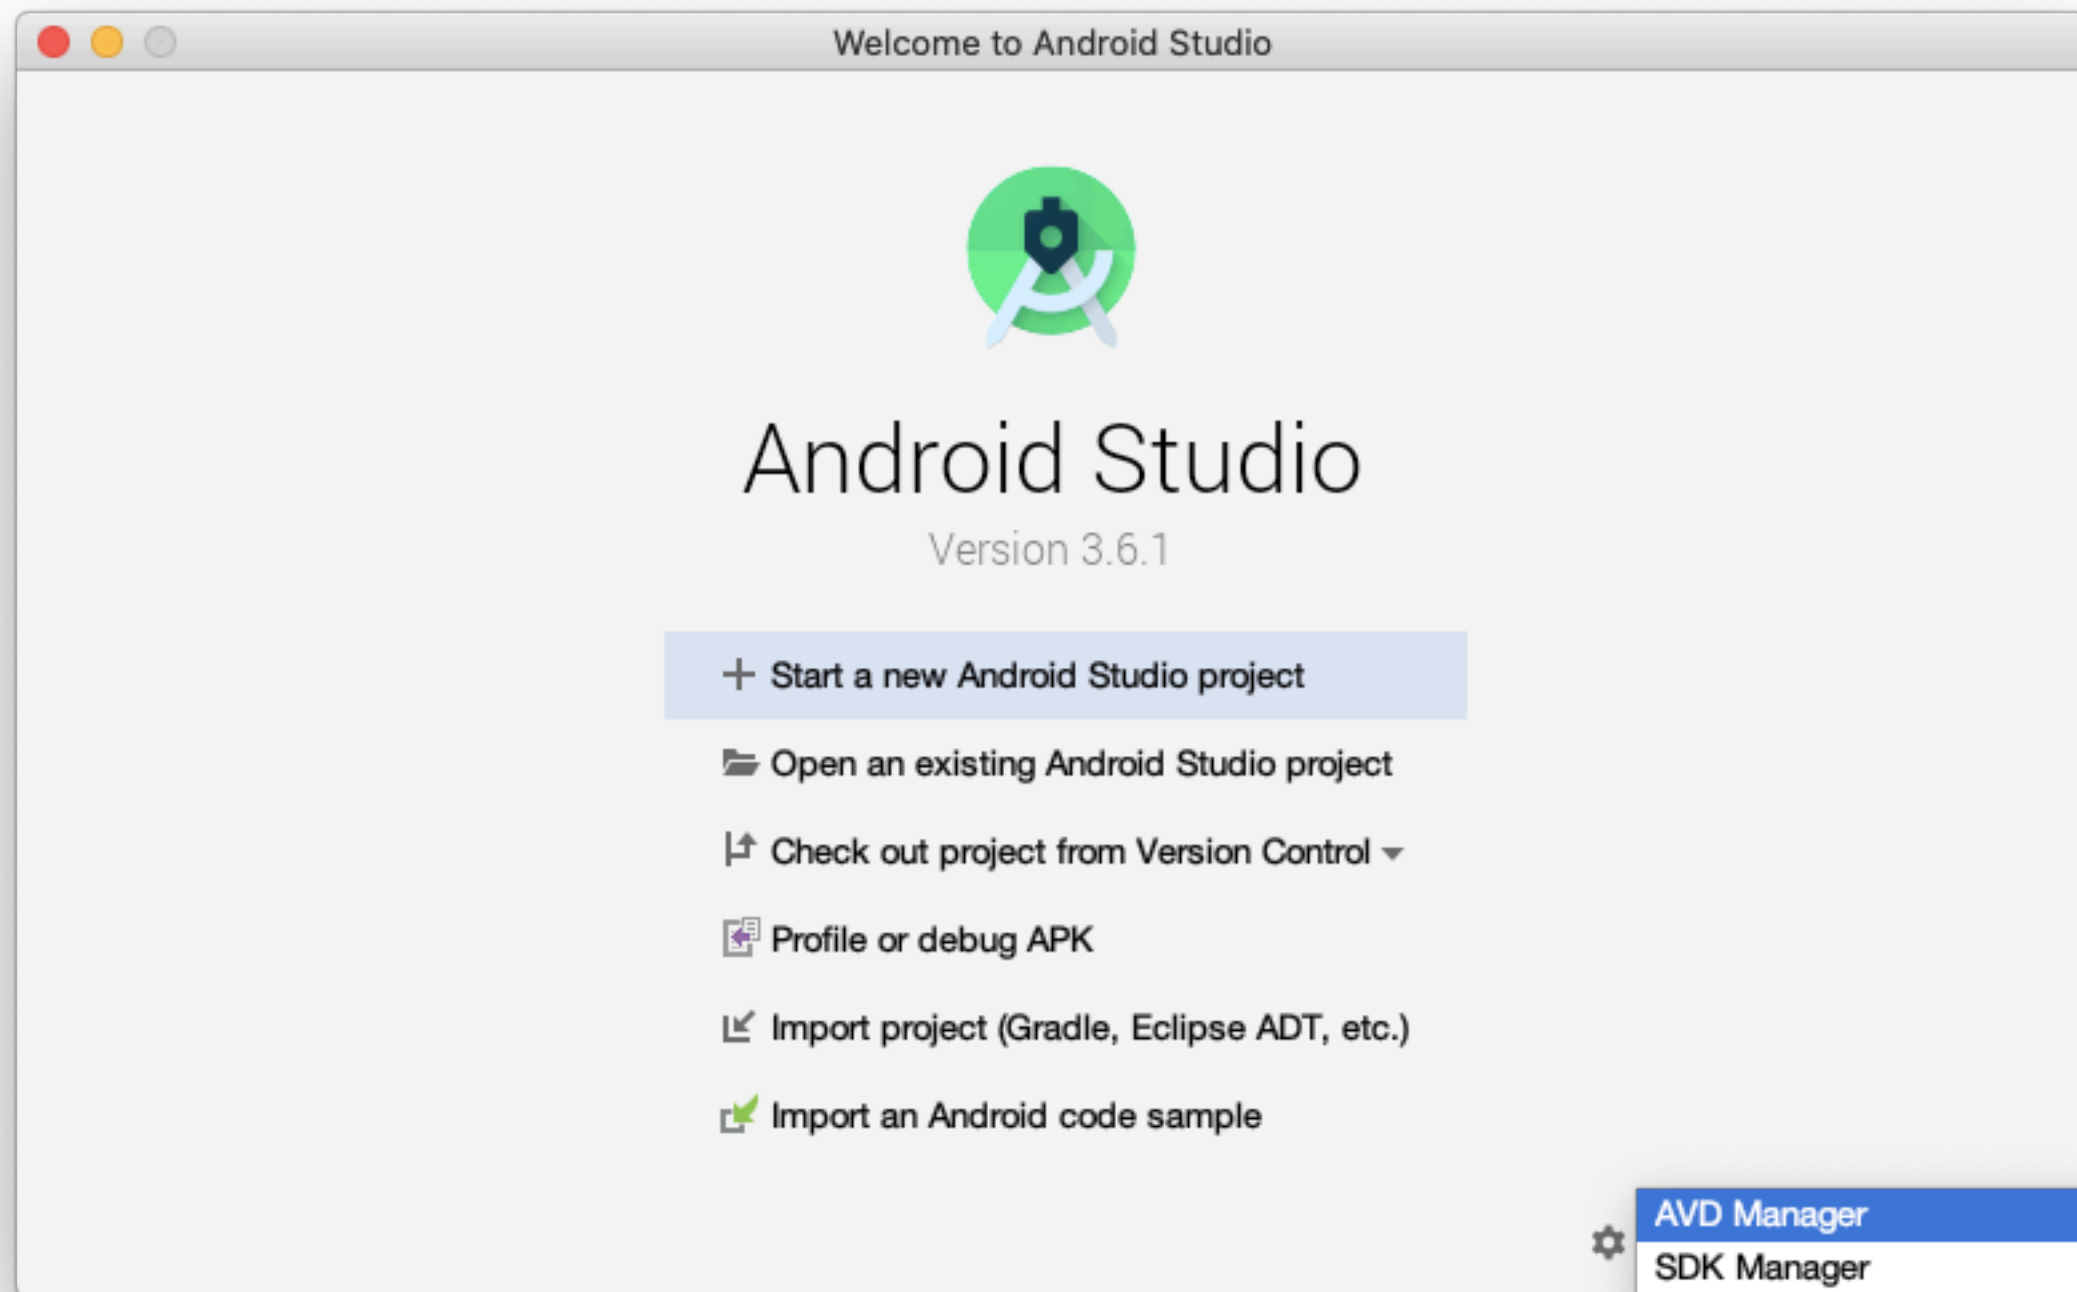 Welcome to Android Studio
Android Studio
Version 3.6.1
Start a new Android Studio project
Open an existing Android Studio project
Check out project from Version Control
Profile or debug APK
Import project (Gradle, Eclipse ADT, etc.)
Import an Android code sample
AVD Manager
SDK Manager